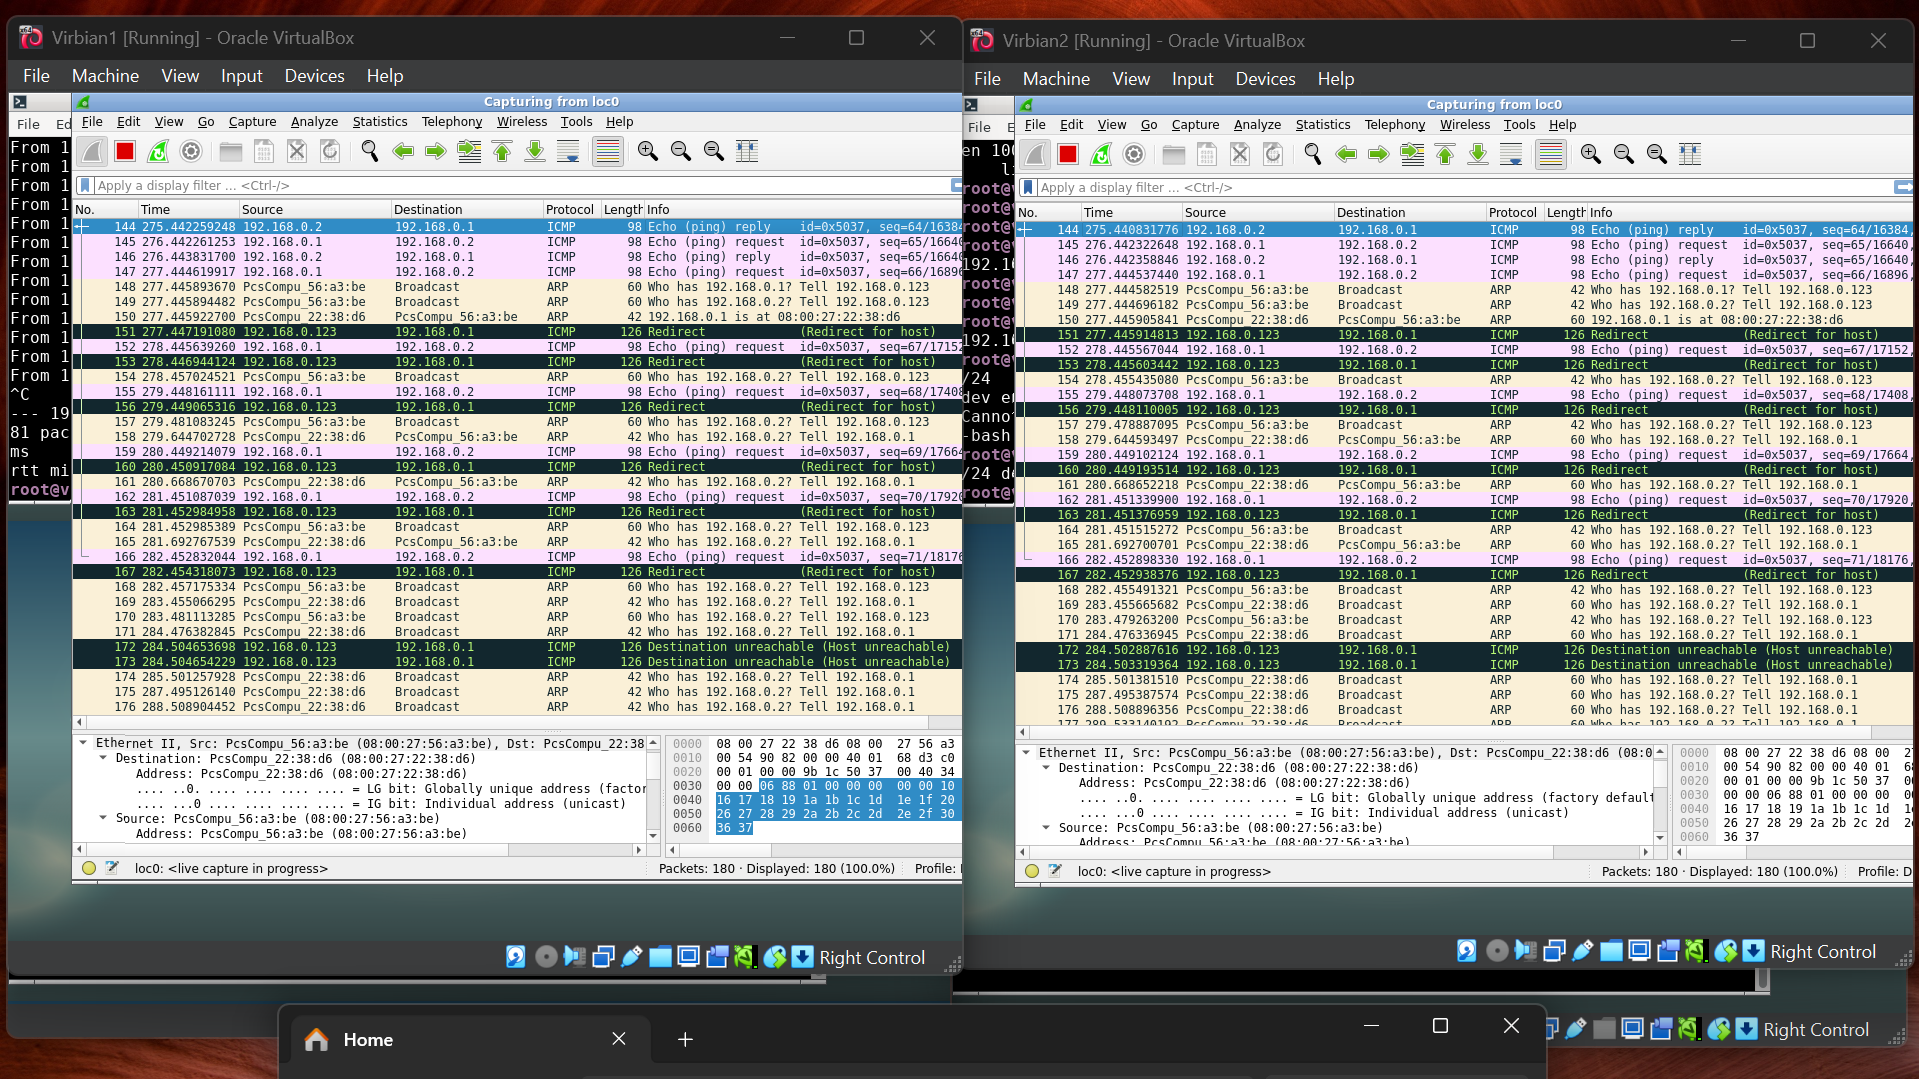 Virbian1 [Running] - Oracle VirtualBox
File Machine View Input Devices Help
File Ed
From 1
From 1
From 1
From 1
From 1
From 1
From 1
From 1
From 1
From 1
From 1
From 1
From 1
^C
--- 19
81 pac
ms
rtt mi
root@v
Capturing from loc0
File Edit View Go Capture Analyze Statistics Telephony Wireless Tools Help
Apply a display filter ... <Ctrl-/>
No. Time Source Destination Protocol Length Info
144 275.442259248 192.168.0.2 192.168.0.1 ICMP 98 Echo (ping) reply id=0x5037, seq=64/16384
145 276.442261253 192.168.0.1 192.168.0.2 ICMP 98 Echo (ping) request id=0x5037, seq=65/16640
146 276.443831700 192.168.0.2 192.168.0.1 ICMP 98 Echo (ping) reply id=0x5037, seq=65/16640
147 277.444619917 192.168.0.1 192.168.0.2 ICMP 98 Echo (ping) request id=0x5037, seq=66/16896
148 277.445893670 PcsCompu_56:a3:be Broadcast ARP 60 Who has 192.168.0.1? Tell 192.168.0.123
149 277.445894482 PcsCompu_56:a3:be Broadcast ARP 60 Who has 192.168.0.2? Tell 192.168.0.123
150 277.445922700 PcsCompu_22:38:d6 PcsCompu_56:a3:be ARP 42 192.168.0.1 is at 08:00:27:22:38:d6
151 277.447191080 192.168.0.123 192.168.0.1 ICMP 126 Redirect (Redirect for host)
152 278.445639260 192.168.0.1 192.168.0.2 ICMP 98 Echo (ping) request id=0x5037, seq=67/17152
153 278.446944124 192.168.0.123 192.168.0.1 ICMP 126 Redirect (Redirect for host)
154 278.457024521 PcsCompu_56:a3:be Broadcast ARP 60 Who has 192.168.0.2? Tell 192.168.0.123
155 279.448161111 192.168.0.1 192.168.0.2 ICMP 98 Echo (ping) request id=0x5037, seq=68/17408
156 279.449065316 192.168.0.123 192.168.0.1 ICMP 126 Redirect (Redirect for host)
157 279.481083245 PcsCompu_56:a3:be Broadcast ARP 60 Who has 192.168.0.2? Tell 192.168.0.123
158 279.644702728 PcsCompu_22:38:d6 PcsCompu_56:a3:be ARP 42 Who has 192.168.0.2? Tell 192.168.0.1
159 280.449214079 192.168.0.1 192.168.0.2 ICMP 98 Echo (ping) request id=0x5037, seq=69/17664
160 280.450917084 192.168.0.123 192.168.0.1 ICMP 126 Redirect (Redirect for host)
161 280.668670703 PcsCompu_22:38:d6 PcsCompu_56:a3:be ARP 42 Who has 192.168.0.2? Tell 192.168.0.1
162 281.451087039 192.168.0.1 192.168.0.2 ICMP 98 Echo (ping) request id=0x5037, seq=70/17920
163 281.452984958 192.168.0.123 192.168.0.1 ICMP 126 Redirect (Redirect for host)
164 281.452985389 PcsCompu_56:a3:be Broadcast ARP 60 Who has 192.168.0.2? Tell 192.168.0.123
165 281.692767539 PcsCompu_22:38:d6 PcsCompu_56:a3:be ARP 42 Who has 192.168.0.2? Tell 192.168.0.1
166 282.452832044 192.168.0.1 192.168.0.2 ICMP 98 Echo (ping) request id=0x5037, seq=71/18176
167 282.454318073 192.168.0.123 192.168.0.1 ICMP 126 Redirect (Redirect for host)
168 282.457175334 PcsCompu_56:a3:be Broadcast ARP 60 Who has 192.168.0.2? Tell 192.168.0.123
169 283.455066295 PcsCompu_22:38:d6 Broadcast ARP 42 Who has 192.168.0.2? Tell 192.168.0.1
170 283.481113285 PcsCompu_56:a3:be Broadcast ARP 60 Who has 192.168.0.2? Tell 192.168.0.123
171 284.476382845 PcsCompu_22:38:d6 Broadcast ARP 42 Who has 192.168.0.2? Tell 192.168.0.1
172 284.504653698 192.168.0.123 192.168.0.1 ICMP 126 Destination unreachable (Host unreachable)
173 284.504654229 192.168.0.123 192.168.0.1 ICMP 126 Destination unreachable (Host unreachable)
174 285.501257928 PcsCompu_22:38:d6 Broadcast ARP 42 Who has 192.168.0.2? Tell 192.168.0.1
175 287.495126140 PcsCompu_22:38:d6 Broadcast ARP 42 Who has 192.168.0.2? Tell 192.168.0.1
176 288.508904452 PcsCompu_22:38:d6 Broadcast ARP 42 Who has 192.168.0.2? Tell 192.168.0.1
Ethernet II, Src: PcsCompu_56:a3:be (08:00:27:56:a3:be), Dst: PcsCompu_22:38
Destination: PcsCompu_22:38:d6 (08:00:27:22:38:d6)
Address: PcsCompu_22:38:d6 (08:00:27:22:38:d6)
.... ..0. .... .... .... .... = LG bit: Globally unique address (factor
.... ...0 .... .... .... .... = IG bit: Individual address (unicast)
Source: PcsCompu_56:a3:be (08:00:27:56:a3:be)
Address: PcsCompu_56:a3:be (08:00:27:56:a3:be)
0000 08 00 27 22 38 d6 08 00 27 56 a3
0010 00 54 90 82 00 00 40 01 68 d3 c0
0020 00 01 00 00 9b 1c 50 37 00 40 34
0030 00 00 06 88 01 00 00 00 00 00 10
0040 16 17 18 19 1a 1b 1c 1d 1e 1f 20
0050 26 27 28 29 2a 2b 2c 2d 2e 2f 30
0060 36 37
loc0: <live capture in progress> Packets: 180 · Displayed: 180 (100.0%) Profile:
Right Control
Virbian2 [Running] - Oracle VirtualBox
File Machine View Input Devices Help
File E
en 100
li
root@v
root@v
root@v
root@v
192.16
root@v
root@v
root@v
192.16
root@v
/24
dev en
Canno
-bash
root@v
/24 de
root@v
Capturing from loc0
File Edit View Go Capture Analyze Statistics Telephony Wireless Tools Help
Apply a display filter ... <Ctrl-/>
No. Time Source Destination Protocol Length Info
144 275.440831776 192.168.0.2 192.168.0.1 ICMP 98 Echo (ping) reply id=0x5037, seq=64/16384,
145 276.442322648 192.168.0.1 192.168.0.2 ICMP 98 Echo (ping) request id=0x5037, seq=65/16640,
146 276.442358846 192.168.0.2 192.168.0.1 ICMP 98 Echo (ping) reply id=0x5037, seq=65/16640,
147 277.444537440 192.168.0.1 192.168.0.2 ICMP 98 Echo (ping) request id=0x5037, seq=66/16896,
148 277.444582519 PcsCompu_56:a3:be Broadcast ARP 42 Who has 192.168.0.1? Tell 192.168.0.123
149 277.444696182 PcsCompu_56:a3:be Broadcast ARP 42 Who has 192.168.0.2? Tell 192.168.0.123
150 277.445905841 PcsCompu_22:38:d6 PcsCompu_56:a3:be ARP 60 192.168.0.1 is at 08:00:27:22:38:d6
151 277.445914813 192.168.0.123 192.168.0.1 ICMP 126 Redirect (Redirect for host)
152 278.445567044 192.168.0.1 192.168.0.2 ICMP 98 Echo (ping) request id=0x5037, seq=67/17152,
153 278.445603442 192.168.0.123 192.168.0.1 ICMP 126 Redirect (Redirect for host)
154 278.455435080 PcsCompu_56:a3:be Broadcast ARP 42 Who has 192.168.0.2? Tell 192.168.0.123
155 279.448073708 192.168.0.1 192.168.0.2 ICMP 98 Echo (ping) request id=0x5037, seq=68/17408,
156 279.448110005 192.168.0.123 192.168.0.1 ICMP 126 Redirect (Redirect for host)
157 279.478887095 PcsCompu_56:a3:be Broadcast ARP 42 Who has 192.168.0.2? Tell 192.168.0.123
158 279.644593497 PcsCompu_22:38:d6 PcsCompu_56:a3:be ARP 60 Who has 192.168.0.2? Tell 192.168.0.1
159 280.449102124 192.168.0.1 192.168.0.2 ICMP 98 Echo (ping) request id=0x5037, seq=69/17664,
160 280.449193514 192.168.0.123 192.168.0.1 ICMP 126 Redirect (Redirect for host)
161 280.668652218 PcsCompu_22:38:d6 PcsCompu_56:a3:be ARP 60 Who has 192.168.0.2? Tell 192.168.0.1
162 281.451339900 192.168.0.1 192.168.0.2 ICMP 98 Echo (ping) request id=0x5037, seq=70/17920,
163 281.451376959 192.168.0.123 192.168.0.1 ICMP 126 Redirect (Redirect for host)
164 281.451515272 PcsCompu_56:a3:be Broadcast ARP 42 Who has 192.168.0.2? Tell 192.168.0.123
165 281.692700701 PcsCompu_22:38:d6 PcsCompu_56:a3:be ARP 60 Who has 192.168.0.2? Tell 192.168.0.1
166 282.452898330 192.168.0.1 192.168.0.2 ICMP 98 Echo (ping) request id=0x5037, seq=71/18176,
167 282.452938376 192.168.0.123 192.168.0.1 ICMP 126 Redirect (Redirect for host)
168 282.455491321 PcsCompu_56:a3:be Broadcast ARP 42 Who has 192.168.0.2? Tell 192.168.0.123
169 283.455665682 PcsCompu_22:38:d6 Broadcast ARP 60 Who has 192.168.0.2? Tell 192.168.0.1
170 283.479263200 PcsCompu_56:a3:be Broadcast ARP 42 Who has 192.168.0.2? Tell 192.168.0.123
171 284.476336945 PcsCompu_22:38:d6 Broadcast ARP 60 Who has 192.168.0.2? Tell 192.168.0.1
172 284.502887616 192.168.0.123 192.168.0.1 ICMP 126 Destination unreachable (Host unreachable)
173 284.503319364 192.168.0.123 192.168.0.1 ICMP 126 Destination unreachable (Host unreachable)
174 285.501381510 PcsCompu_22:38:d6 Broadcast ARP 60 Who has 192.168.0.2? Tell 192.168.0.1
175 287.495387574 PcsCompu_22:38:d6 Broadcast ARP 60 Who has 192.168.0.2? Tell 192.168.0.1
176 288.508896356 PcsCompu_22:38:d6 Broadcast ARP 60 Who has 192.168.0.2? Tell 192.168.0.1
177 289.533140192 PcsCompu_22:38:d6 Broadcast ARP 60 Who has 192.168.0.2? Tell 192.168.0.1
Ethernet II, Src: PcsCompu_56:a3:be (08:00:27:56:a3:be), Dst: PcsCompu_22:38:d6 (08:0
Destination: PcsCompu_22:38:d6 (08:00:27:22:38:d6)
Address: PcsCompu_22:38:d6 (08:00:27:22:38:d6)
.... ..0. .... .... .... .... = LG bit: Globally unique address (factory default
.... ...0 .... .... .... .... = IG bit: Individual address (unicast)
Source: PcsCompu_56:a3:be (08:00:27:56:a3:be)
Address: PcsCompu_56:a3:be (08:00:27:56:a3:be)
0000 08 00 27 22 38 d6 08 00 2
0010 00 54 90 82 00 00 40 01 6
0020 00 01 00 00 9b 1c 50 37 0
0030 00 00 06 88 01 00 00 00 0
0040 16 17 18 19 1a 1b 1c 1d 1
0050 26 27 28 29 2a 2b 2c 2d 2
0060 36 37
loc0: <live capture in progress> Packets: 180 · Displayed: 180 (100.0%) Profile: D
Right Control
Home
Right Control